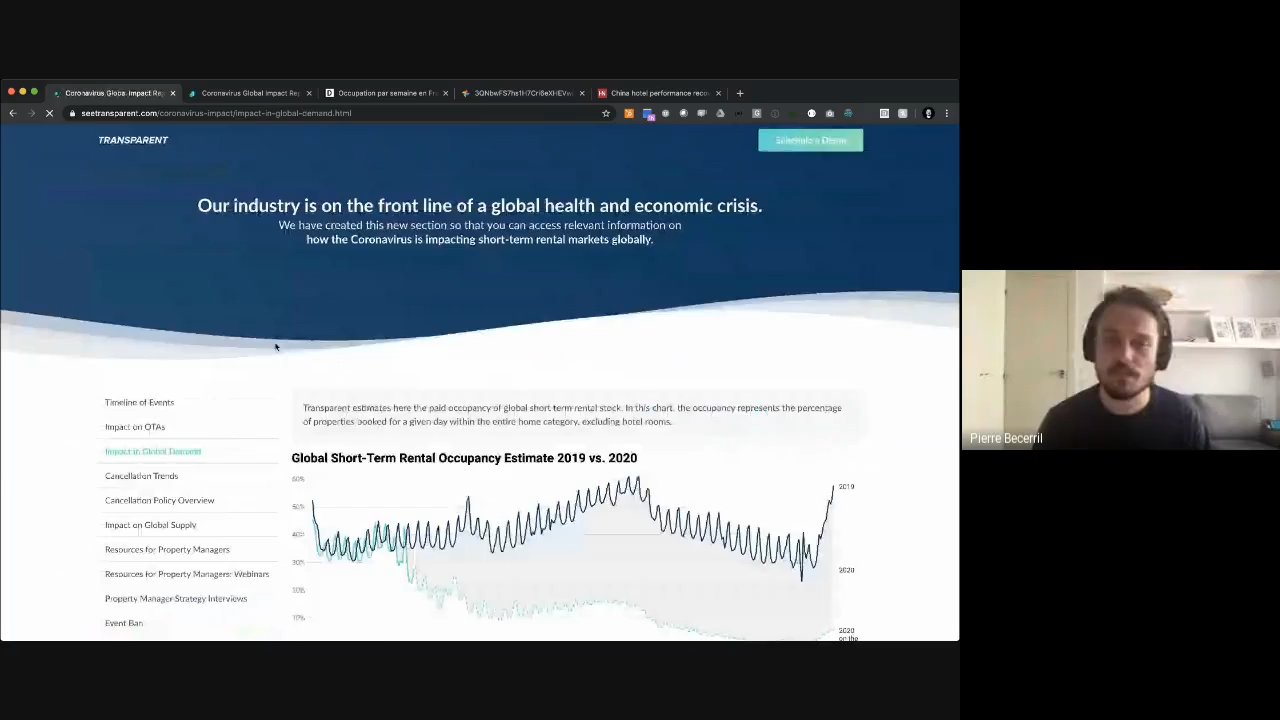 Coronavirus Global Impact Rep
Coronavirus Global Impact Rep
Occupation par semaine en Fr
China hotel performance reco
seetransparent.com/coronavirus-impact/impact-in-global-demand.html
TRANSPARENT
Schedule a Demo
Our industry is on the front line of a global health and economic crisis.
We have created this new section so that you can access relevant information on
how the Coronavirus is impacting short-term rental markets globally.
Timeline of Events
Impact on OTAs
Impact in Global Demand
Cancellation Trends
Cancellation Policy Overview
Impact on Global Supply
Resources for Property Managers
Resources for Property Managers: Webinars
Property Manager Strategy Interviews
Event Ban
Transparent estimates here the paid occupancy of global short term rental stock. In this chart, the occupancy represents the percentage
of properties booked for a given day within the entire home category, excluding hotel rooms.
Global Short-Term Rental Occupancy Estimate 2019 vs. 2020
60%
50%
40%
30%
20%
10%
2019
2020
2020
on the
Pierre Becerril